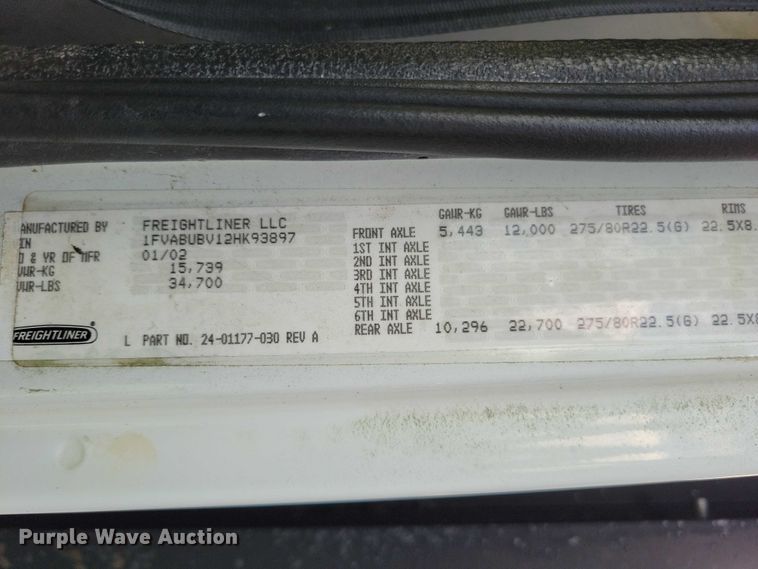 ANUFACTURED BY FREIGHTLINER LLC
IN 1FVABUBV12HK93897
O & YR OF MFR 01/02
VWR-KG 15,739
VWR-LBS 34,700
FREIGHTLINER
L PART NO. 24-01177-030 REV A
GAWR-KG GAWR-LBS TIRES RIMS
FRONT AXLE 5,443 12,000 275/80R22.5(G) 22.5X8.
1ST INT AXLE
2ND INT AXLE
3RD INT AXLE
4TH INT AXLE
5TH INT AXLE
6TH INT AXLE
REAR AXLE 10,296 22,700 275/80R22.5(G) 22.5X8
Purple Wave Auction